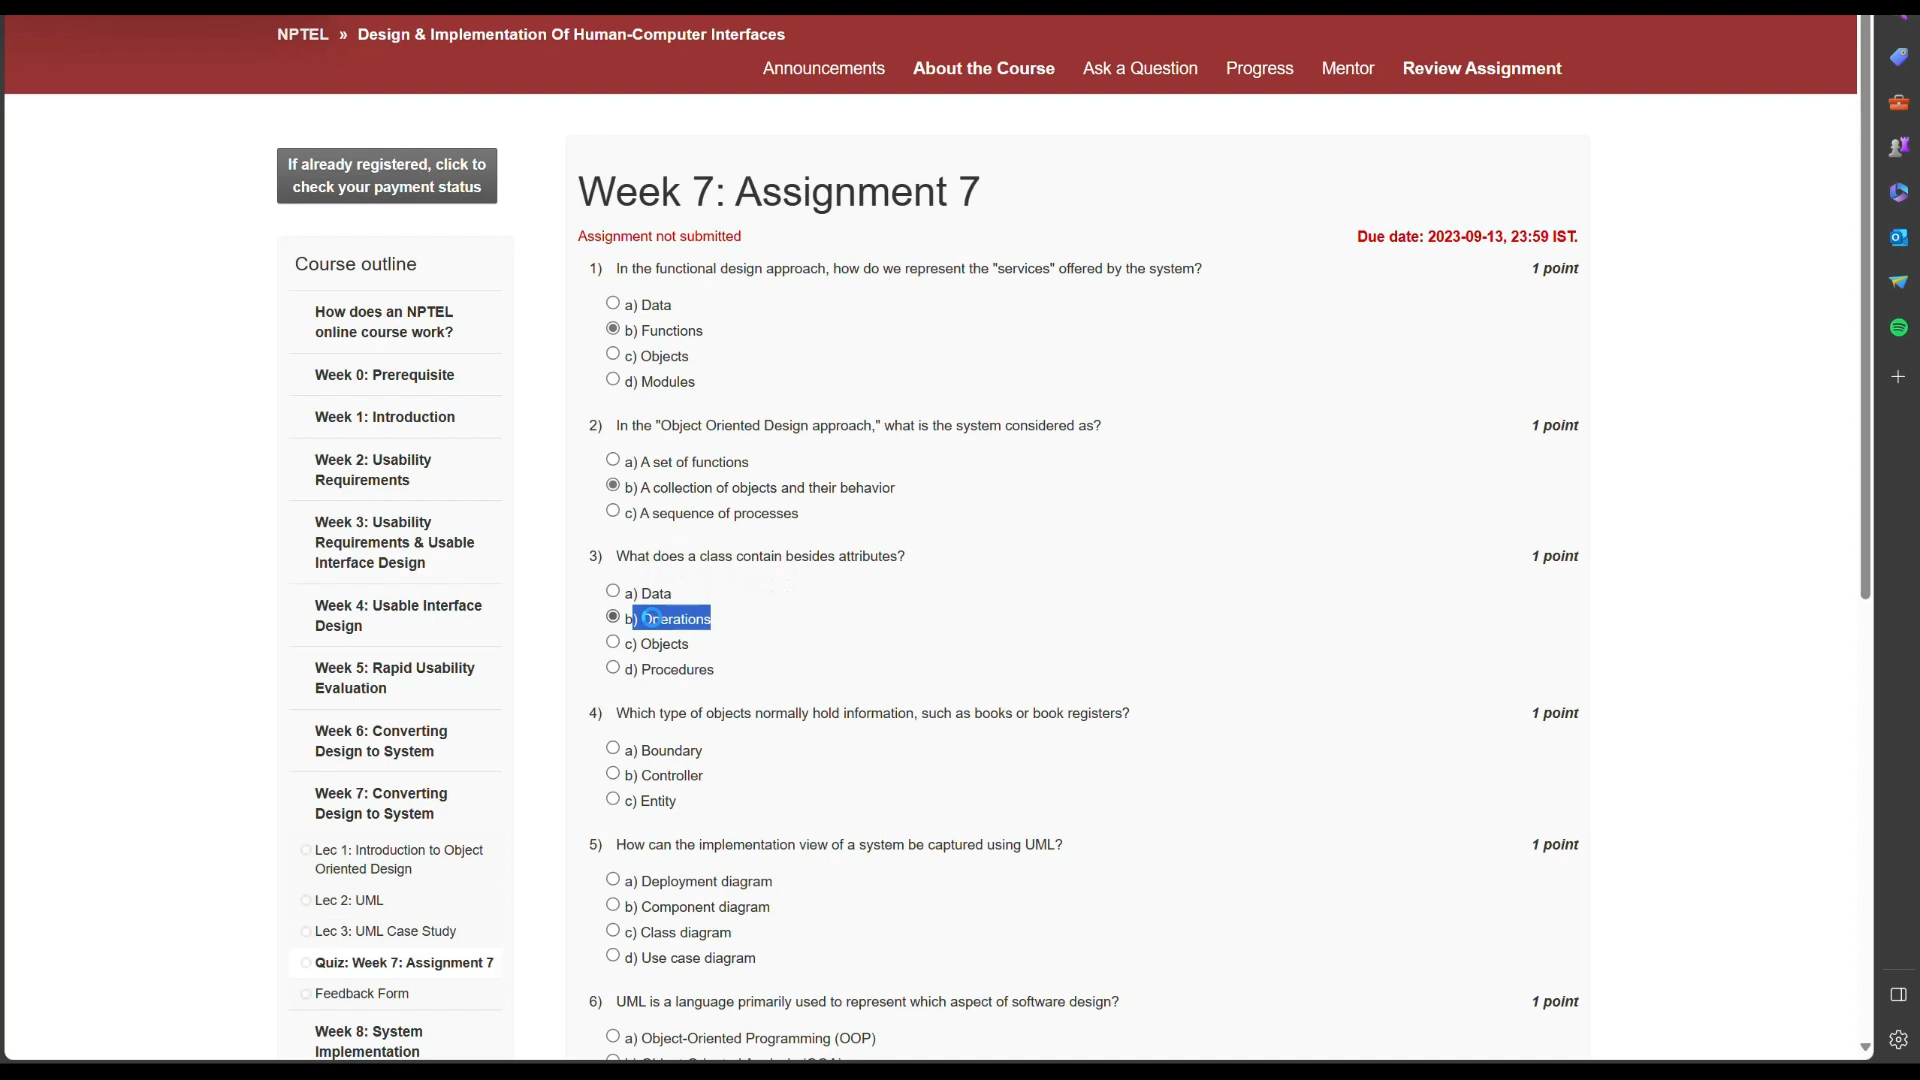 NPTEL » Design & Implementation Of Human-Computer Interfaces
Announcements About the Course Ask a Question Progress Mentor Review Assignment
If already registered, click to
check your payment status
Course outline
How does an NPTEL
online course work?
Week 0: Prerequisite
Week 1: Introduction
Week 2: Usability
Requirements
Week 3: Usability
Requirements & Usable
Interface Design
Week 4: Usable Interface
Design
Week 5: Rapid Usability
Evaluation
Week 6: Converting
Design to System
Week 7: Converting
Design to System
Lec 1: Introduction to Object
Oriented Design
Lec 2: UML
Lec 3: UML Case Study
Quiz: Week 7: Assignment 7
Feedback Form
Week 8: System
Implementation
Week 7: Assignment 7
Assignment not submitted Due date: 2023-09-13, 23:59 IST.
1) In the functional design approach, how do we represent the "services" offered by the system? 1 point
a) Data
b) Functions
c) Objects
d) Modules
2) In the "Object Oriented Design approach," what is the system considered as? 1 point
a) A set of functions
b) A collection of objects and their behavior
c) A sequence of processes
3) What does a class contain besides attributes? 1 point
a) Data
b) Operations
c) Objects
d) Procedures
4) Which type of objects normally hold information, such as books or book registers? 1 point
a) Boundary
b) Controller
c) Entity
5) How can the implementation view of a system be captured using UML? 1 point
a) Deployment diagram
b) Component diagram
c) Class diagram
d) Use case diagram
6) UML is a language primarily used to represent which aspect of software design? 1 point
a) Object-Oriented Programming (OOP)